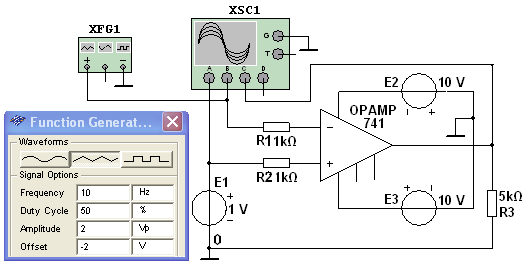 XFG1
XSC1
G
T
A B C D
E2 10 V
OPAMP
741
R1 1kΩ
R2 1kΩ
E1
1 V
E3 10 V
5kΩ
R3
0
Function Generat...
Waveforms
Signal Options
Frequency 10 Hz
Duty Cycle 50 %
Amplitude 2 Vp
Offset -2 V